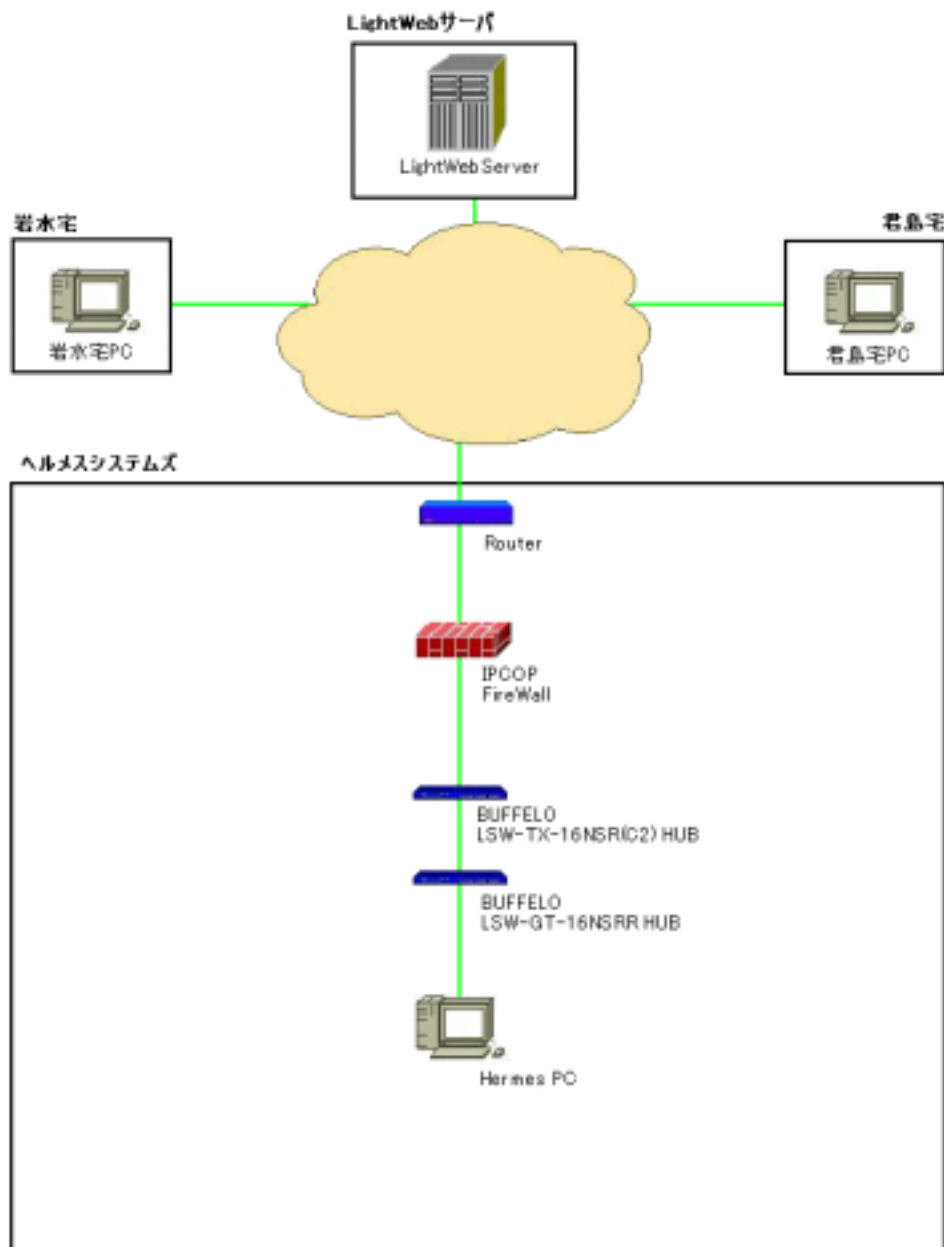 LightWebサーバ
LightWebServer
岩水宅
岩水宅PC
君島宅
君島宅PC
ヘルメスシステムズ
Router
IPCOP
FireWall
BUFFELO
LSW-TX-16NSR(C2) HUB
BUFFELO
LSW-GT-16NSRR HUB
Hermes PC